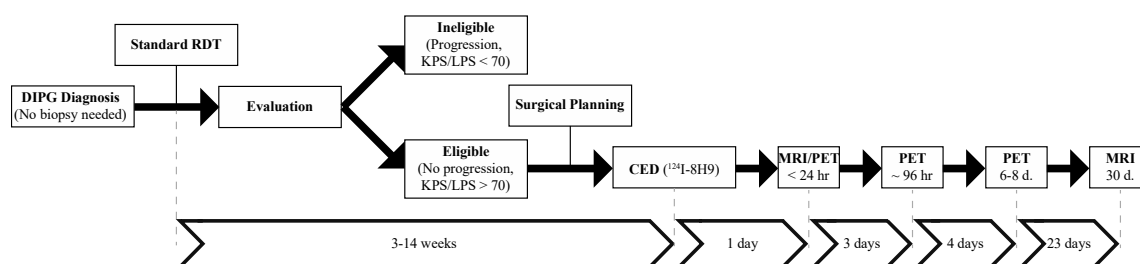 Standard RDT
DIPG Diagnosis
(No biopsy needed)
Evaluation
Ineligible
(Progression,
KPS/LPS < 70)
Eligible
(No progression,
KPS/LPS > 70)
Surgical Planning
CED (¹²⁴I-8H9)
MRI/PET
< 24 hr
PET
~ 96 hr
PET
6-8 d.
MRI
30 d.
3-14 weeks
1 day
3 days
4 days
23 days